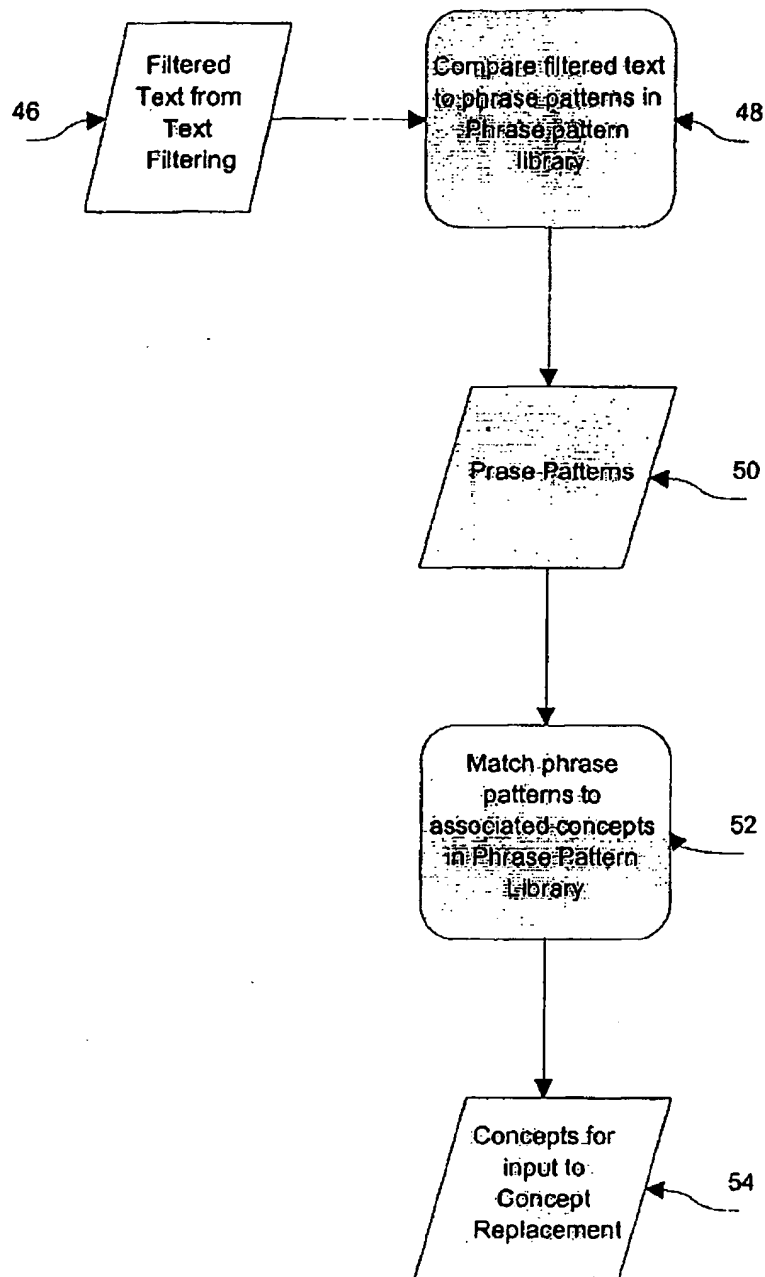 46
Filtered
Text from
Text
Filtering
Compare filtered text
to phrase patterns in
Phrase pattern
library
48
Prase Patterns
50
Match phrase
patterns to
associated concepts
in Phrase Pattern
Library
52
Concepts for
input to
Concept
Replacement
54